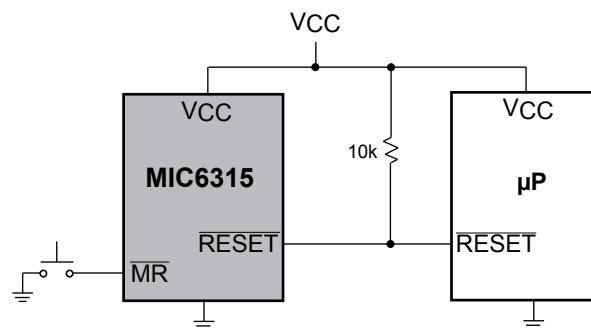 VCC
VCC
VCC
10k
MIC6315
µP
RESET
RESET
MR